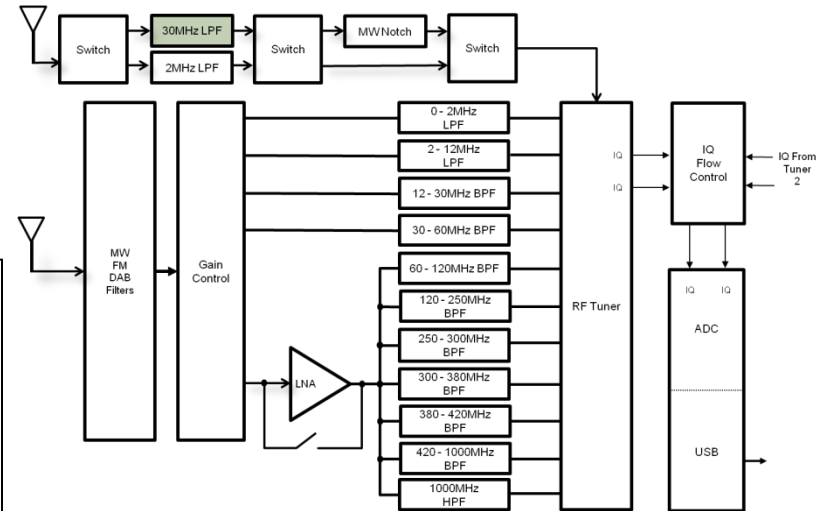 Switch
30MHz LPF
2MHz LPF
Switch
MW Notch
Switch
MW
FM
DAB
Filters
Gain
Control
LNA
0 - 2MHz
LPF
2 - 12MHz
LPF
12 - 30MHz BPF
30 - 60MHz BPF
60 - 120MHz BPF
120 - 250MHz
BPF
250 - 300MHz
BPF
300 - 380MHz
BPF
380 - 420MHz
BPF
420 - 1000MHz
BPF
1000MHz
HPF
RF Tuner
IQ
IQ
IQ
Flow
Control
IQ From
Tuner
2
IQ IQ
ADC
USB